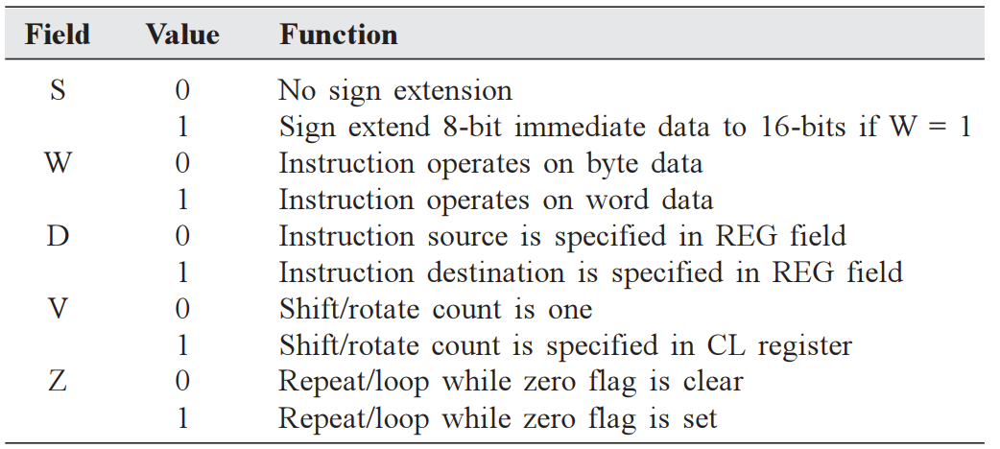 Field Value Function
S 0 No sign extension
1 Sign extend 8-bit immediate data to 16-bits if W = 1
W 0 Instruction operates on byte data
1 Instruction operates on word data
D 0 Instruction source is specified in REG field
1 Instruction destination is specified in REG field
V 0 Shift/rotate count is one
1 Shift/rotate count is specified in CL register
Z 0 Repeat/loop while zero flag is clear
1 Repeat/loop while zero flag is set